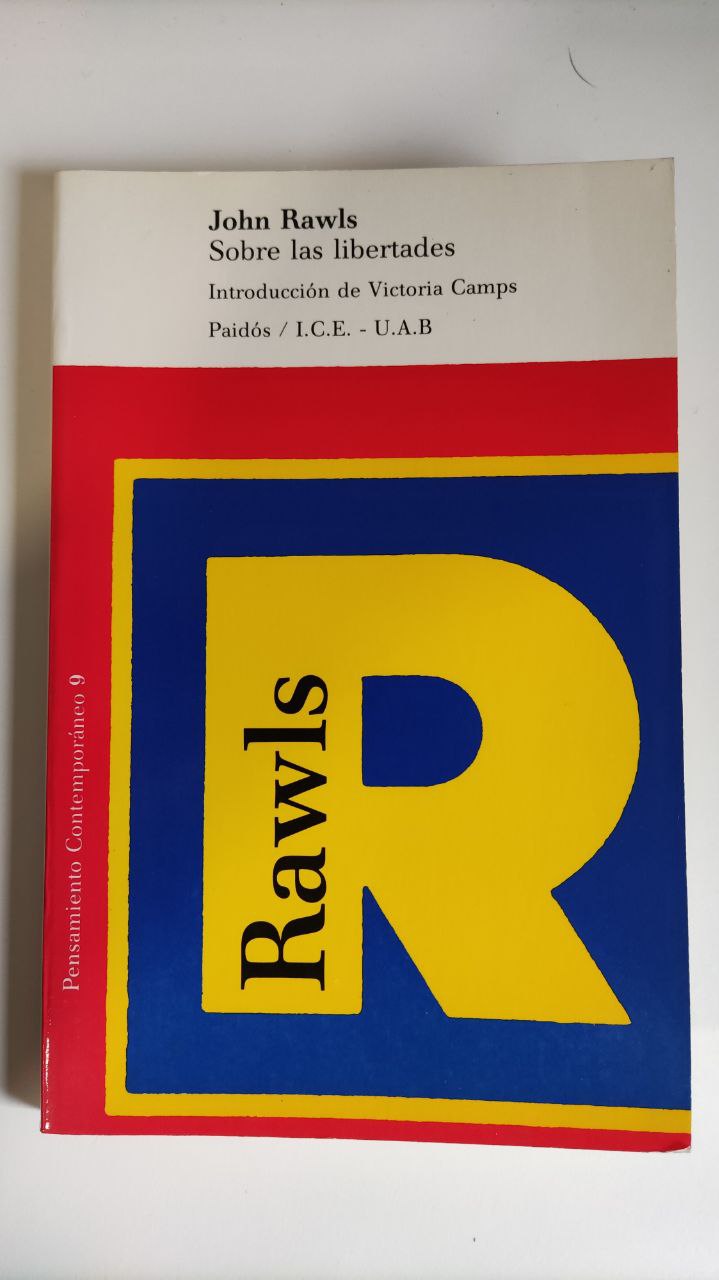 John Rawls
Sobre las libertades
Introducción de Victoria Camps
Paidós / I.C.E. - U.A.B
Pensamiento Contemporáneo 9
Rawls
R